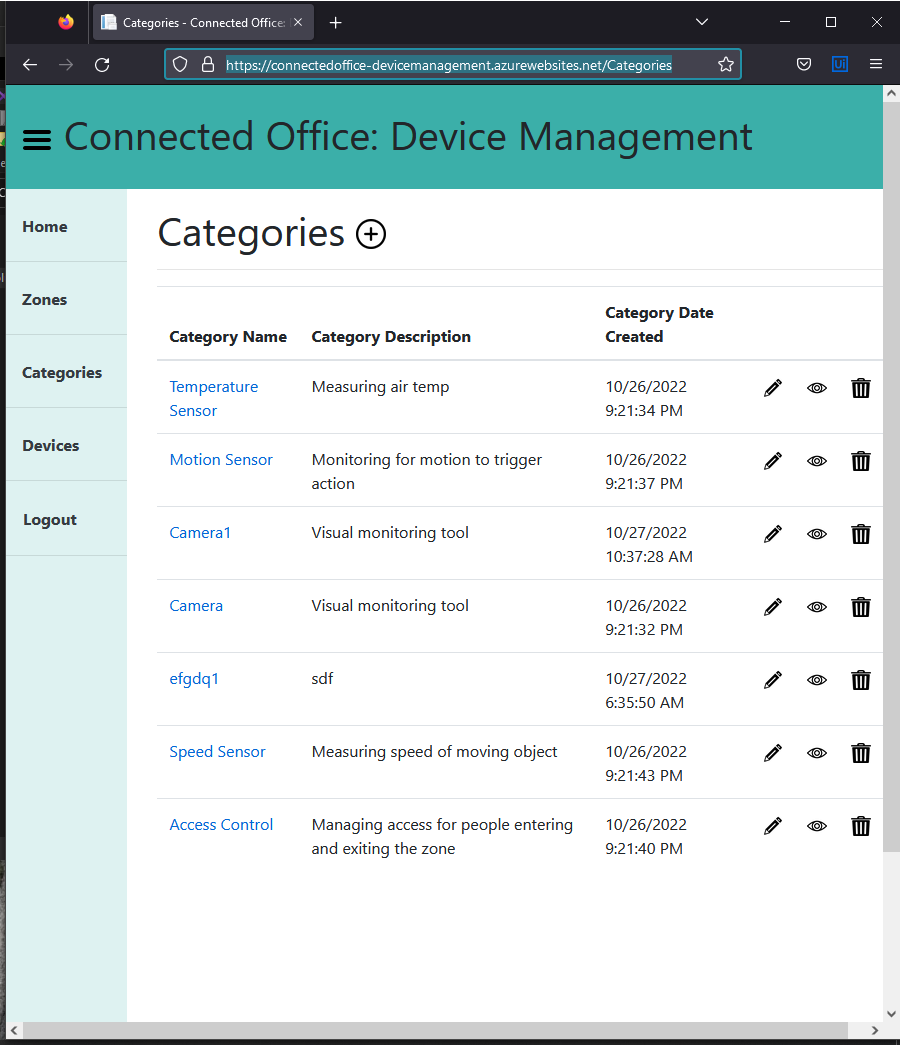 Categories - Connected Office:
https://connectedoffice-devicemanagement.azurewebsites.net/Categories
Ui
Connected Office: Device Management
Home
Zones
Categories
Devices
Logout
Categories
Category Name
Category Description
Category Date
Created
Temperature
Sensor
Measuring air temp
10/26/2022
9:21:34 PM
Motion Sensor
Monitoring for motion to trigger
action
10/26/2022
9:21:37 PM
Camera1
Visual monitoring tool
10/27/2022
10:37:28 AM
Camera
Visual monitoring tool
10/26/2022
9:21:32 PM
efgdq1
sdf
10/27/2022
6:35:50 AM
Speed Sensor
Measuring speed of moving object
10/26/2022
9:21:43 PM
Access Control
Managing access for people entering
and exiting the zone
10/26/2022
9:21:40 PM